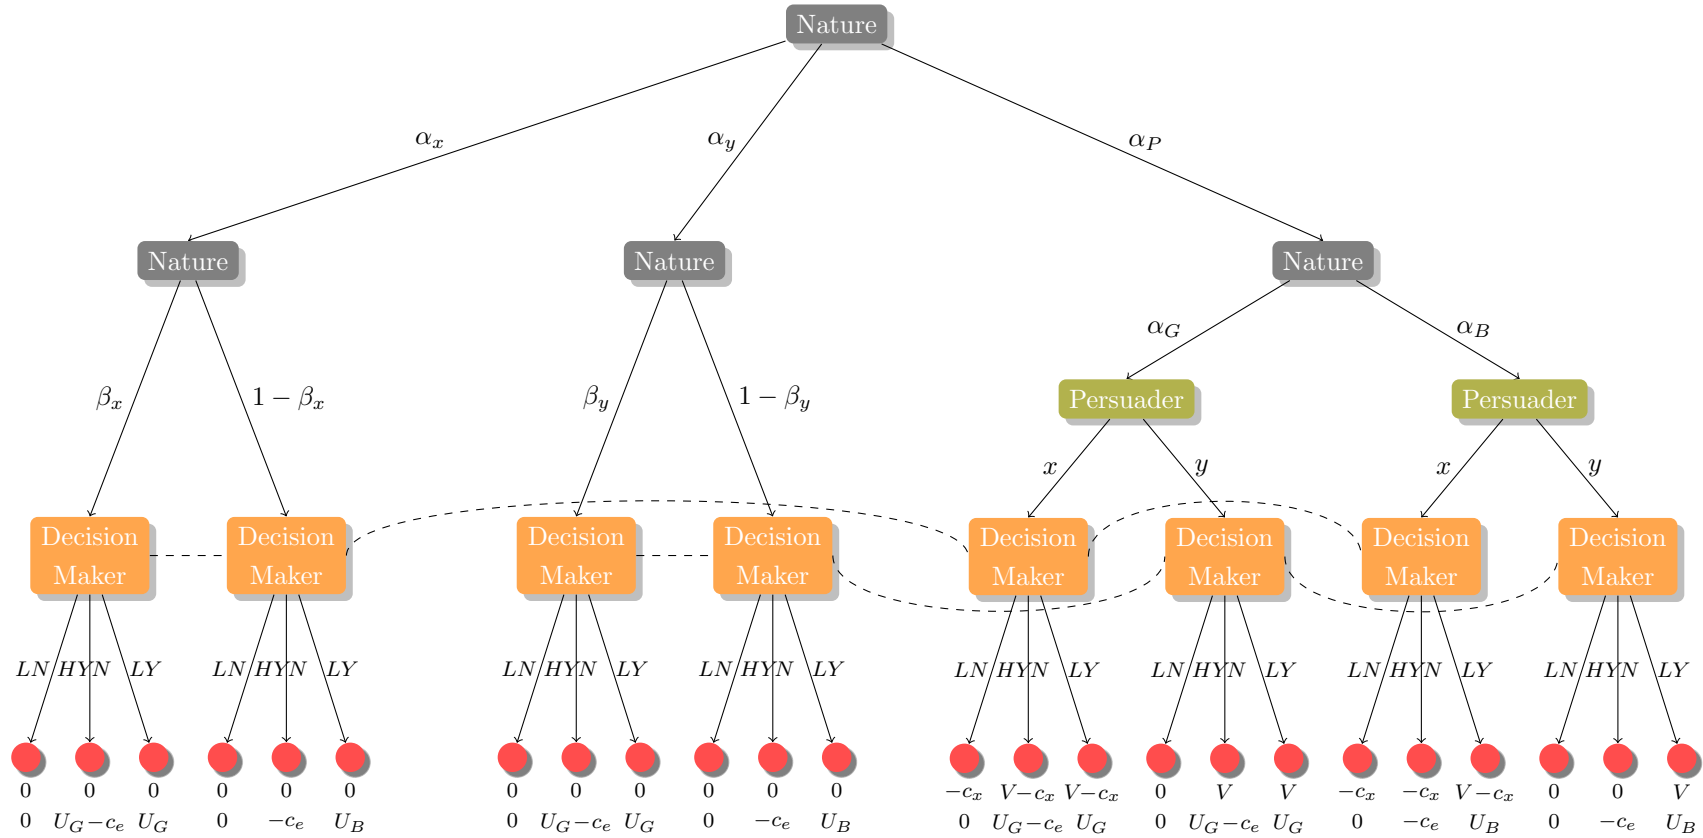 Nature
α_x α_y α_P
Nature Nature Nature
α_G α_B
β_x 1 − β_x β_y 1 − β_y Persuader Persuader
x y x y
Decision Maker Decision Maker Decision Maker Decision Maker Decision Maker Decision Maker Decision Maker Decision Maker
LN HYN LY LN HYN LY LN HYN LY LN HYN LY LN HYN LY LN HYN LY LN HYN LY LN HYN LY
0 0 0 0 0 0 0 0 0 0 0 0 −c_x V−c_x V−c_x 0 V V −c_x −c_x V−c_x 0 0 V
0 U_G−c_e U_G 0 −c_e U_B 0 U_G−c_e U_G 0 −c_e U_B 0 U_G−c_e U_G 0 U_G−c_e U_G 0 −c_e U_B 0 −c_e U_B